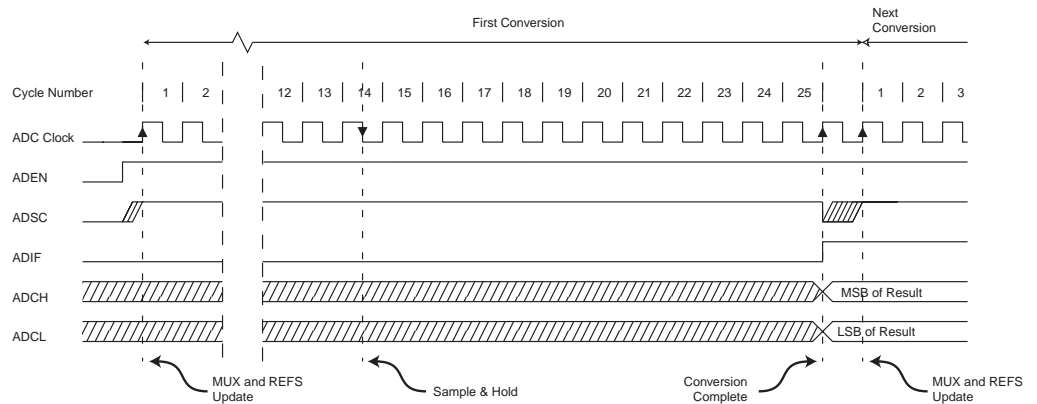 First Conversion
Next
Conversion
Cycle Number 1 2 12 13 14 15 16 17 18 19 20 21 22 23 24 25 1 2 3
ADC Clock
ADEN
ADSC
ADIF
ADCH MSB of Result
ADCL LSB of Result
MUX and REFS
Update
Sample & Hold
Conversion
Complete
MUX and REFS
Update